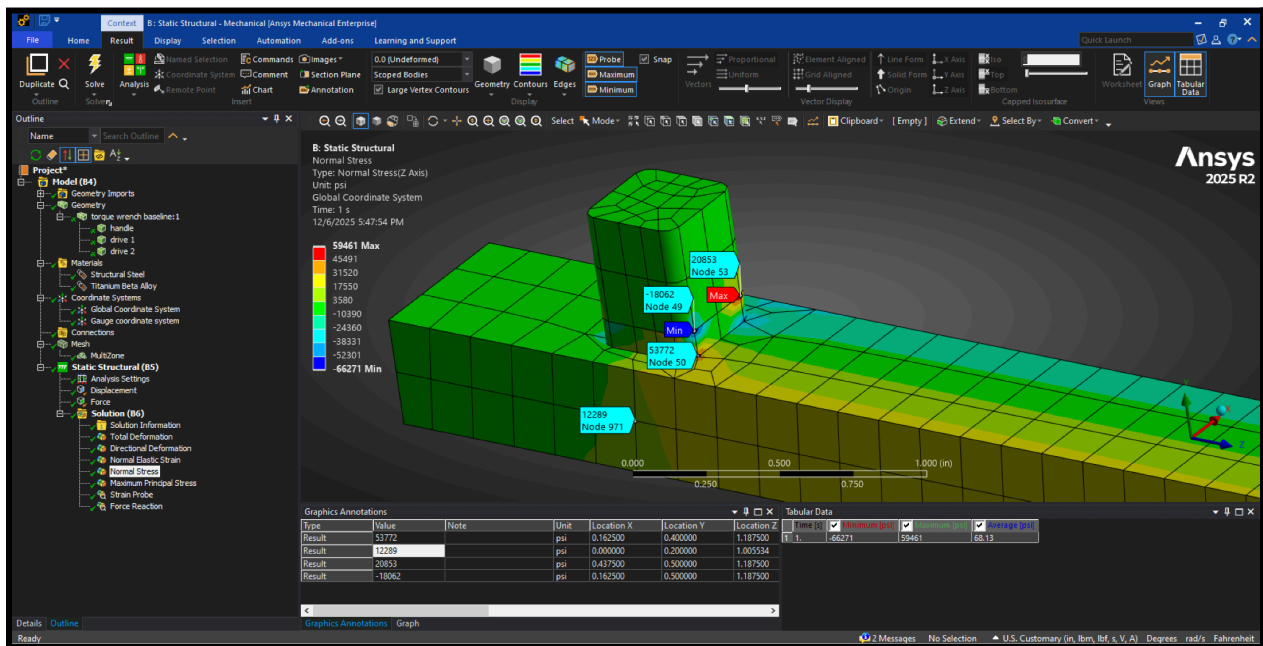 Context B : Static Structural - Mechanical [Ansys Mechanical Enterprise]
File Home Result Display Selection Automation Add-ons Learning and Support Quick Launch
Duplicate Q Solve Analysis Named Selection Coordinate System Remote Point Commands Comment Chart Images Section Plane Annotation 0.0 (Undeformed) Scoped Bodies Large Vertex Contours Geometry Contours Edges Probe Maximum Minimum Snap Vectors Proportional Uniform Element Aligned Grid Aligned Line Form Solid Form Origin X Axis Y Axis Z Axis Iso Top Bottom Worksheet Graph Tabular Data
Outline Solver Insert Display Vector Display Capped Isosurface Views
Outline
Name Search Outline
Project*
Model (B4)
Geometry Imports
Geometry
torque wrench baseline:1
handle
drive 1
drive 2
Materials
Structural Steel
Titanium Beta Alloy
Coordinate Systems
Global Coordinate System
Gauge coordinate system
Connections
Mesh
MultiZone
Static Structural (B5)
Analysis Settings
Displacement
Force
Solution (B6)
Solution Information
Total Deformation
Directional Deformation
Normal Elastic Strain
Normal Stress
Maximum Principal Stress
Strain Probe
Force Reaction
Details Outline
Select Mode Clipboard [ Empty ] Extend Select By Convert
B: Static Structural
Normal Stress
Type: Normal Stress(Z Axis)
Unit: psi
Global Coordinate System
Time: 1 s
12/6/2025 5:47:54 PM
59461 Max
45491
31520
17550
3580
-10390
-24360
-38331
-52301
-66271 Min
Ansys
2025 R2
20853
Node 53
-18062
Node 49
Max
Min
53772
Node 50
12289
Node 971
0.000 0.500 1.000 (in)
0.250 0.750
Y
X
Z
Graphics Annotations
Type Value Note Unit Location X Location Y Location Z
Result 53772 psi 0.162500 0.400000 1.187500
Result 12289 psi 0.000000 0.200000 1.005534
Result 20853 psi 0.437500 0.500000 1.187500
Result -18062 psi 0.162500 0.500000 1.187500
Graphics Annotations Graph
Tabular Data
Time [s] Minimum [psi] Maximum [psi] Average [psi]
1 1. -66271 59461 68.13
Ready 2 Messages No Selection U.S. Customary (in, lbm, lbf, s, V, A) Degrees rad/s Fahrenheit